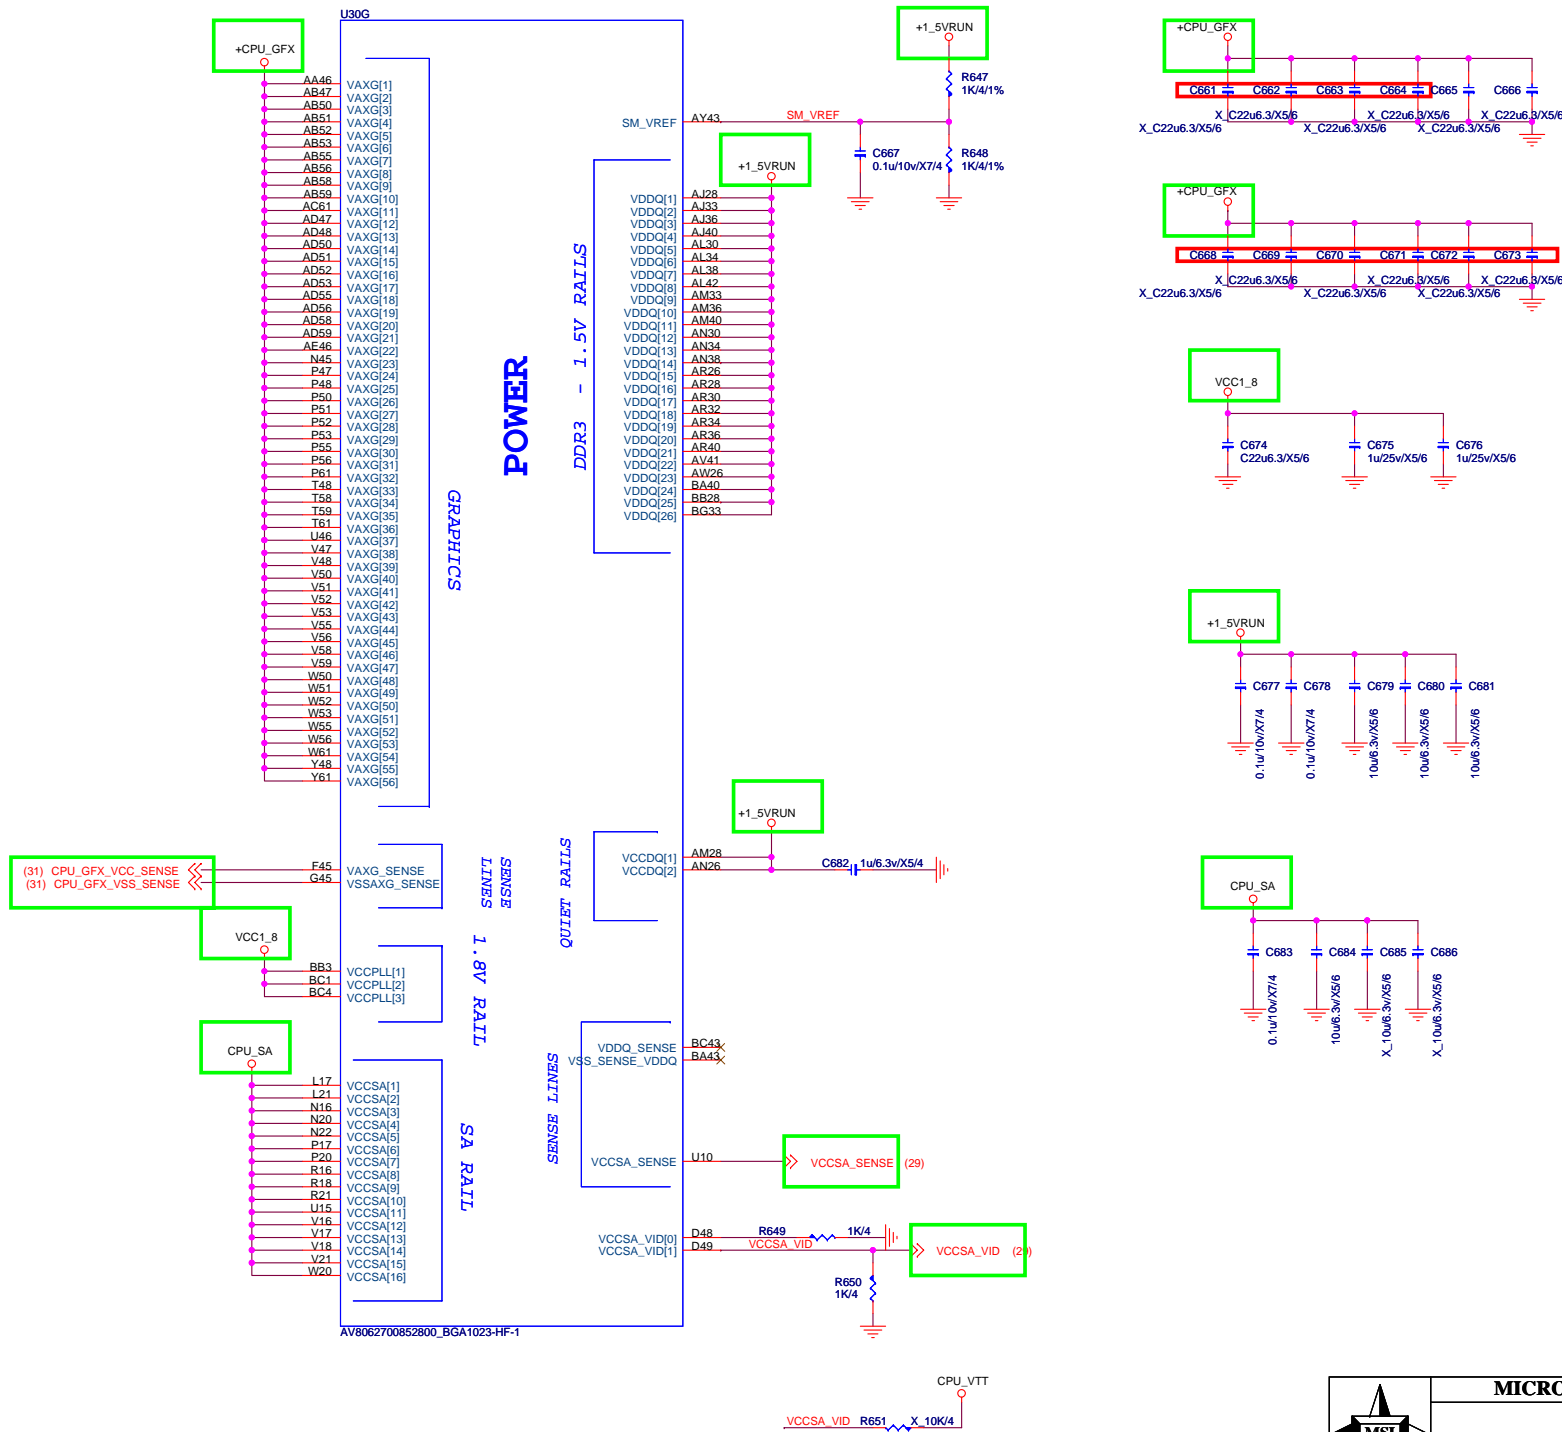 U30G
+CPU_GFX
AA46 VAXG[1]
AB47 VAXG[2]
AB50 VAXG[3]
AB51 VAXG[4]
AB52 VAXG[5]
AB53 VAXG[6]
AB55 VAXG[7]
AB56 VAXG[8]
AB58 VAXG[9]
AB59 VAXG[10]
AC61 VAXG[11]
AD47 VAXG[12]
AD48 VAXG[13]
AD50 VAXG[14]
AD51 VAXG[15]
AD52 VAXG[16]
AD53 VAXG[17]
AD55 VAXG[18]
AD56 VAXG[19]
AD58 VAXG[20]
AD59 VAXG[21]
AE46 VAXG[22]
N45 VAXG[23]
P47 VAXG[24]
P48 VAXG[25]
P50 VAXG[26]
P51 VAXG[27]
P52 VAXG[28]
P53 VAXG[29]
P55 VAXG[30]
P56 VAXG[31]
P61 VAXG[32]
T48 VAXG[33]
T58 VAXG[34]
T59 VAXG[35]
T61 VAXG[36]
U46 VAXG[37]
V47 VAXG[38]
V48 VAXG[39]
V50 VAXG[40]
V51 VAXG[41]
V52 VAXG[42]
V53 VAXG[43]
V55 VAXG[44]
V56 VAXG[45]
V58 VAXG[46]
V59 VAXG[47]
W50 VAXG[48]
W51 VAXG[49]
W52 VAXG[50]
W53 VAXG[51]
W55 VAXG[52]
W56 VAXG[53]
W61 VAXG[54]
Y48 VAXG[55]
Y61 VAXG[56]
GRAPHICS
POWER
(31) CPU_GFX_VCC_SENSE F45 VAXG_SENSE
(31) CPU_GFX_VSS_SENSE G45 VSSAXG_SENSE
SENSE
LINES
VCC1_8
BB3 VCCPLL[1]
BC1 VCCPLL[2]
BC4 VCCPLL[3]
1.8V RAIL
CPU_SA
L17 VCCSA[1]
L21 VCCSA[2]
N16 VCCSA[3]
N20 VCCSA[4]
N22 VCCSA[5]
P17 VCCSA[6]
P20 VCCSA[7]
R16 VCCSA[8]
R18 VCCSA[9]
R21 VCCSA[10]
U15 VCCSA[11]
V16 VCCSA[12]
V17 VCCSA[13]
V18 VCCSA[14]
V21 VCCSA[15]
W20 VCCSA[16]
SA RAIL
AV8062700852800_BGA1023-HF-1
+1_5VRUN
R647
1K/4/1%
SM_VREF AY43 SM_VREF
C667
0.1u/10v/X7/4
R648
1K/4/1%
+1_5VRUN
VDDQ[1] AJ28
VDDQ[2] AJ33
VDDQ[3] AJ36
VDDQ[4] AJ40
VDDQ[5] AL30
VDDQ[6] AL34
VDDQ[7] AL38
VDDQ[8] AL42
VDDQ[9] AM33
VDDQ[10] AM36
VDDQ[11] AM40
VDDQ[12] AN30
VDDQ[13] AN34
VDDQ[14] AN38
VDDQ[15] AR26
VDDQ[16] AR28
VDDQ[17] AR30
VDDQ[18] AR32
VDDQ[19] AR34
VDDQ[20] AR36
VDDQ[21] AR40
VDDQ[22] AV41
VDDQ[23] AW26
VDDQ[24] BA40
VDDQ[25] BB28
VDDQ[26] BG33
DDR3 - 1.5V RAILS
+1_5VRUN
VCCDQ[1] AM28
VCCDQ[2] AN26
C682 1u/6.3v/X5/4
QUIET RAILS
VDDQ_SENSE BC43
VSS_SENSE_VDDQ BA43
VCCSA_SENSE U10 VCCSA_SENSE (29)
SENSE LINES
VCCSA_VID[0] D48 R649 1K/4
VCCSA_VID[1] D49 VCCSA_VID VCCSA_VID (29)
R650
1K/4
CPU_VTT
VCCSA_VID R651 X_10K/4
+CPU_GFX
C661 C662 C663 C664 C665 C666
X_C22u6.3/X5/6 X_C22u6.3/X5/6 X_C22u6.3/X5/6
X_C22u6.3/X5/6 X_C22u6.3/X5/6 X_C22u6.3/X5/6
+CPU_GFX
C668 C669 C670 C671 C672 C673
X_C22u6.3/X5/6 X_C22u6.3/X5/6 X_C22u6.3/X5/6
X_C22u6.3/X5/6 X_C22u6.3/X5/6 X_C22u6.3/X5/6
VCC1_8
C674 C675 C676
C22u6.3/X5/6 1u/25v/X5/6 1u/25v/X5/6
+1_5VRUN
C677 C678 C679 C680 C681
0.1u/10v/X7/4 0.1u/10v/X7/4 10u/6.3v/X5/6 10u/6.3v/X5/6 10u/6.3v/X5/6
CPU_SA
C683 C684 C685 C686
0.1u/10v/X7/4 10u/6.3v/X5/6 X_10u/6.3v/X5/6 X_10u/6.3v/X5/6
MICRO
MSI